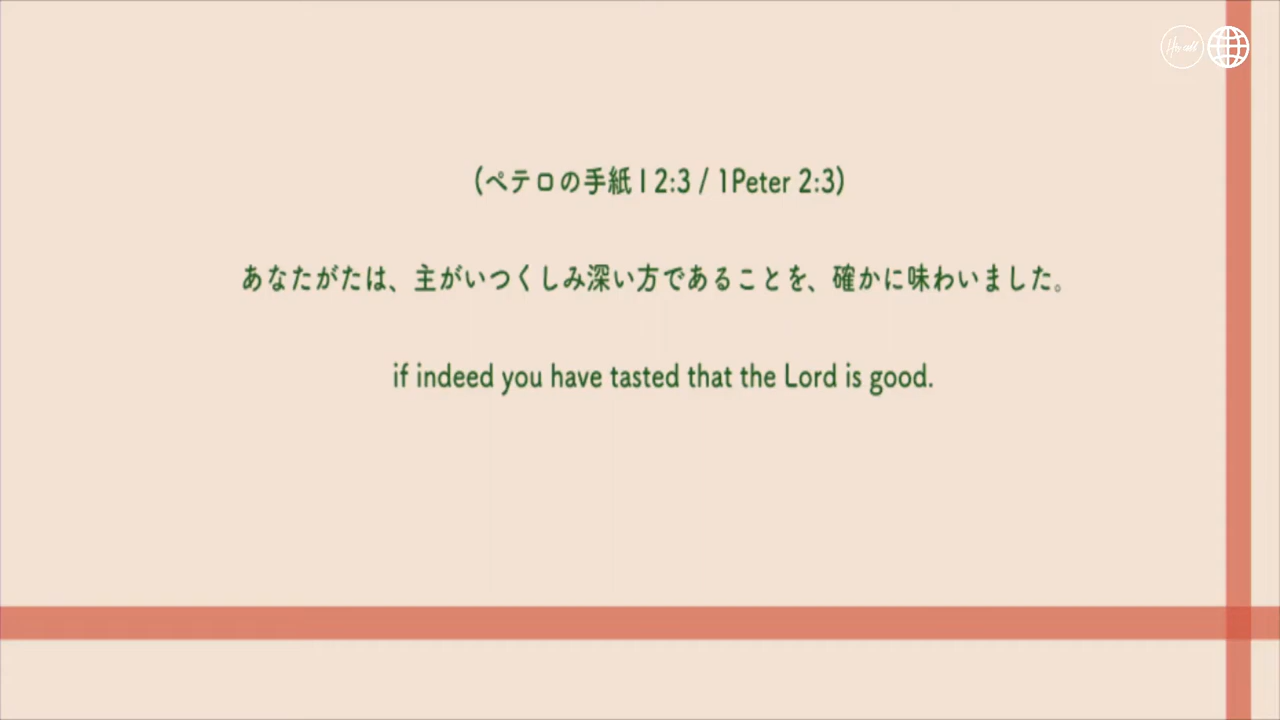 (ペテロの手紙 I 2:3 / 1Peter 2:3)
あなたがたは、主がいつくしみ深い方であることを、確かに味わいました。
if indeed you have tasted that the Lord is good.